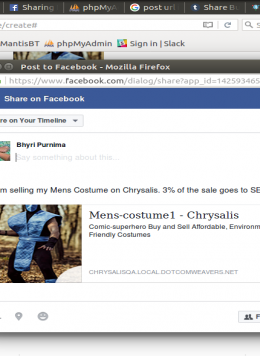 Sharing
phpMyA
post ur
Share B
e/create#
MantisBT
phpMyAdmin
Sign in | Slack
Post to Facebook - Mozilla Firefox
https://www.facebook.com/dialog/share?app_id=142593465
Share on Facebook
re on Your Timeline
Bhyri Purnima
Say something about this...
m selling my Mens Costume on Chrysalis. 3% of the sale goes to SE
Mens-costume1 - Chrysalis
Comic-superhero Buy and Sell Affordable, Environm
Friendly Costumes
CHRYSALISQA.LOCAL.DOTCOMWEAVERS.NET